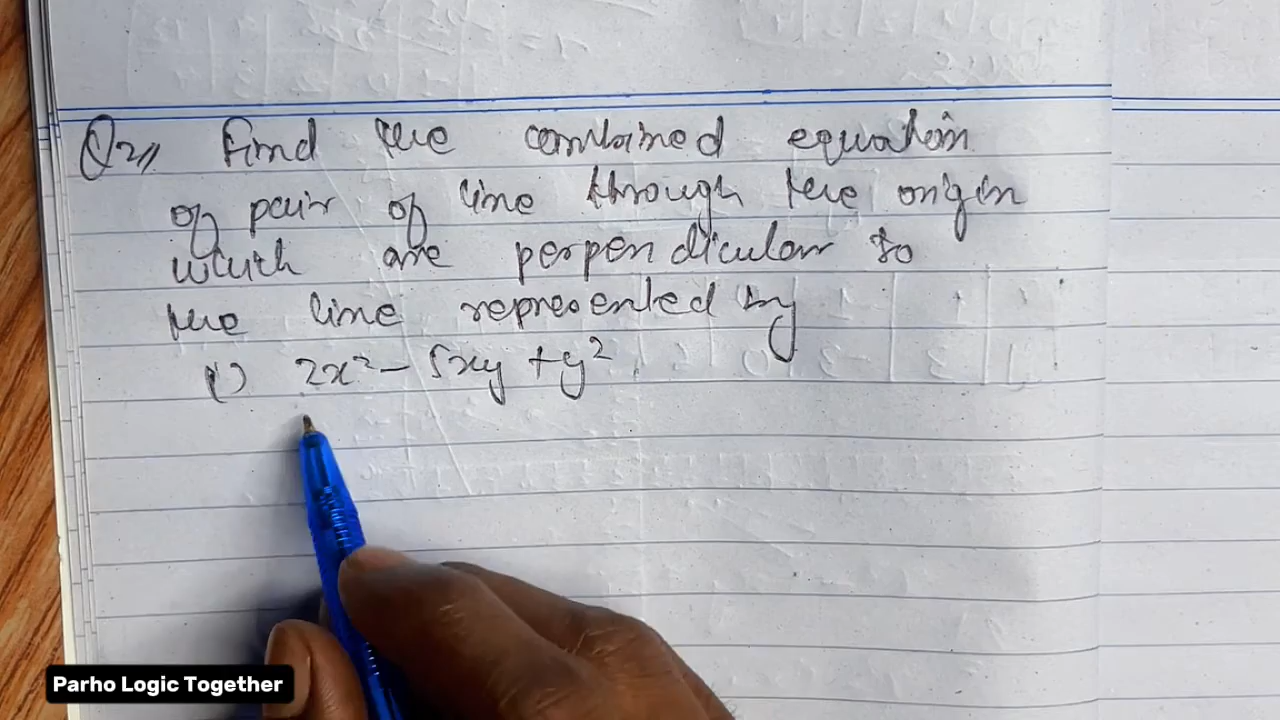 Q2, Find the combined equation
of pair of line through the origin
which are perpendicular to
the line represented by
(i) 2x² - 5xy + y²
Parho Logic Together